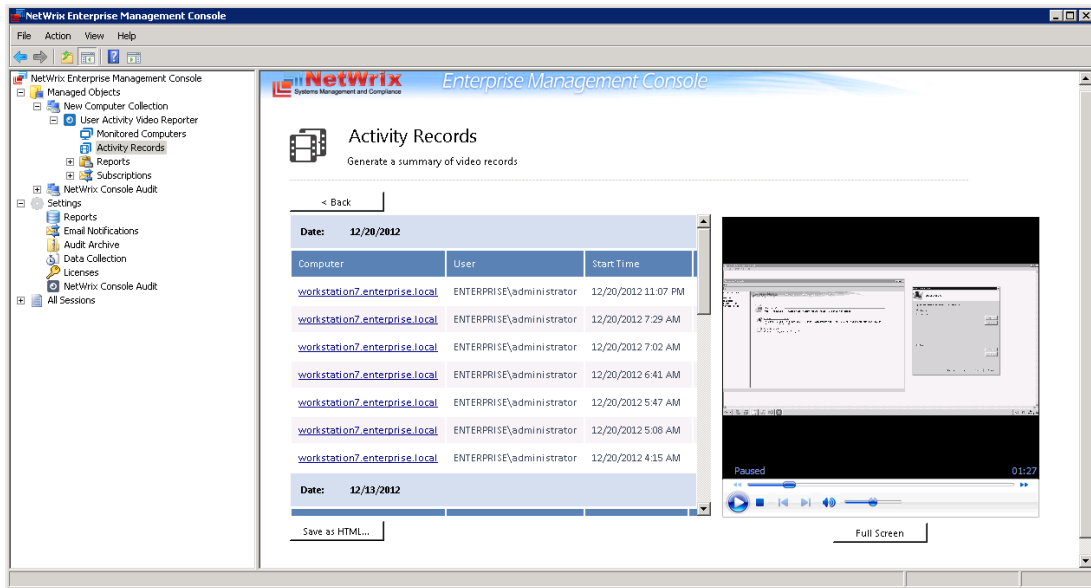 NetWrix Enterprise Management Console
File Action View Help
NetWrix Enterprise Management Console
Managed Objects
New Computer Collection
User Activity Video Reporter
Monitored Computers
Activity Records
Reports
Subscriptions
NetWrix Console Audit
Settings
Reports
Email Notifications
Audit Archive
Data Collection
Licenses
NetWrix Console Audit
All Sessions
NetWrix Enterprise Management Console
Systems Management and Compliance
Activity Records
Generate a summary of video records
< Back
Date: 12/20/2012
Computer User Start Time
workstation7.enterprise.local ENTERPRISE\administrator 12/20/2012 11:07 PM
workstation7.enterprise.local ENTERPRISE\administrator 12/20/2012 7:29 AM
workstation7.enterprise.local ENTERPRISE\administrator 12/20/2012 7:02 AM
workstation7.enterprise.local ENTERPRISE\administrator 12/20/2012 6:41 AM
workstation7.enterprise.local ENTERPRISE\administrator 12/20/2012 5:47 AM
workstation7.enterprise.local ENTERPRISE\administrator 12/20/2012 5:08 AM
workstation7.enterprise.local ENTERPRISE\administrator 12/20/2012 4:15 AM
Date: 12/13/2012
Save as HTML...
Paused 01:27
Full Screen